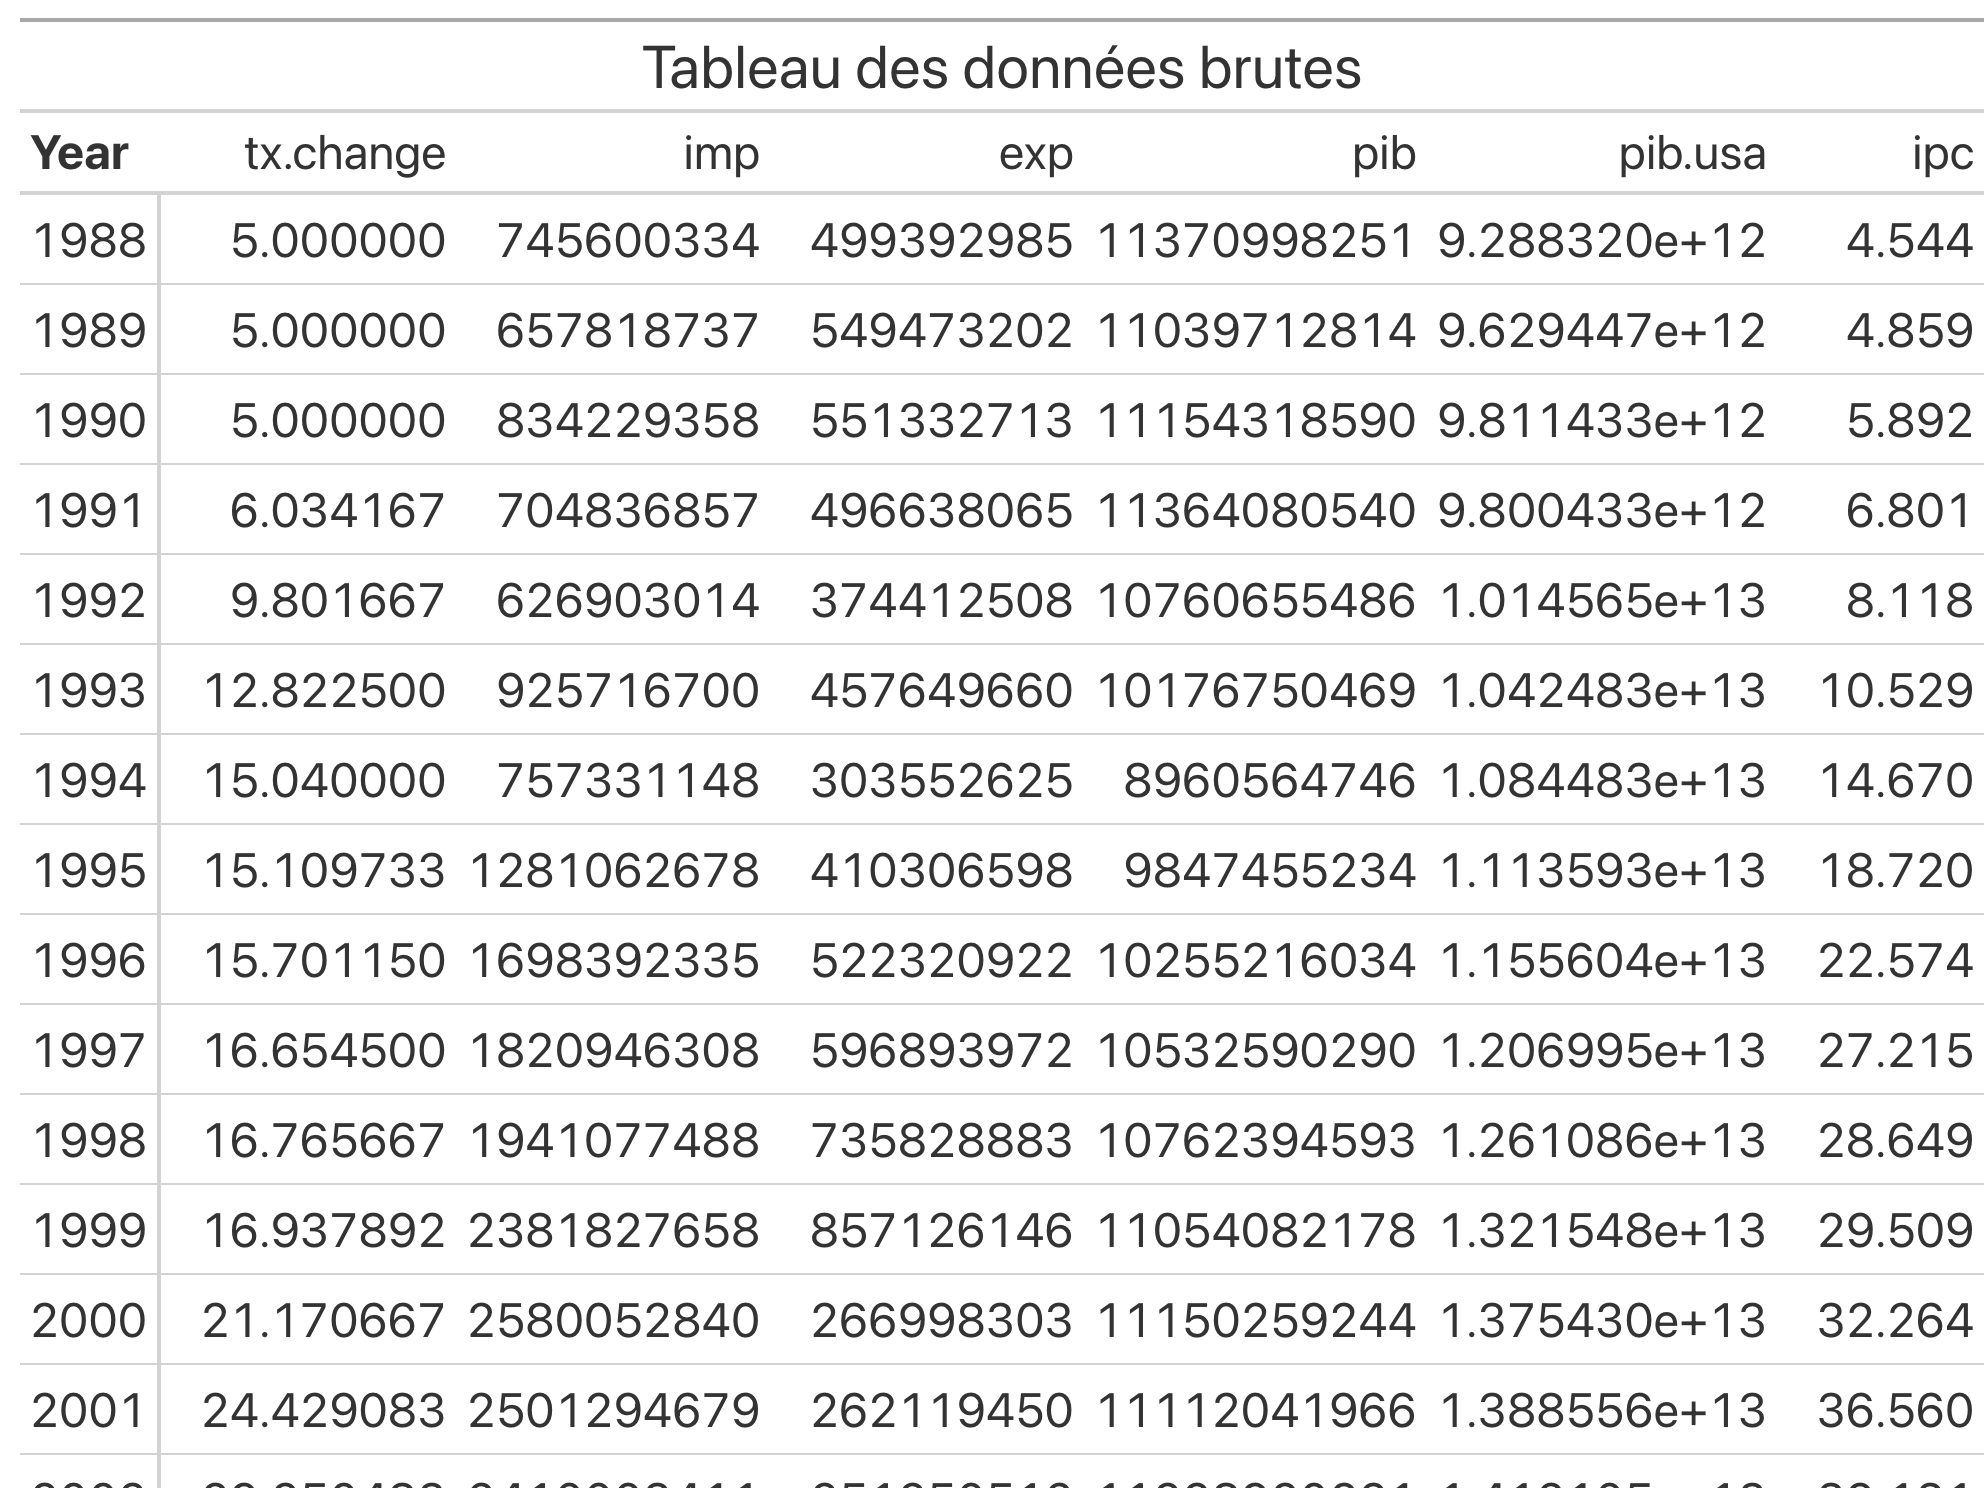 Tableau des données brutes
Year tx.change imp exp pib pib.usa ipc
1988 5.000000 745600334 499392985 11370998251 9.288320e+12 4.544
1989 5.000000 657818737 549473202 11039712814 9.629447e+12 4.859
1990 5.000000 834229358 551332713 11154318590 9.811433e+12 5.892
1991 6.034167 704836857 496638065 11364080540 9.800433e+12 6.801
1992 9.801667 626903014 374412508 10760655486 1.014565e+13 8.118
1993 12.822500 925716700 457649660 10176750469 1.042483e+13 10.529
1994 15.040000 757331148 303552625 8960564746 1.084483e+13 14.670
1995 15.109733 1281062678 410306598 9847455234 1.113593e+13 18.720
1996 15.701150 1698392335 522320922 10255216034 1.155604e+13 22.574
1997 16.654500 1820946308 596893972 10532590290 1.206995e+13 27.215
1998 16.765667 1941077488 735828883 10762394593 1.261086e+13 28.649
1999 16.937892 2381827658 857126146 11054082178 1.321548e+13 29.509
2000 21.170667 2580052840 266998303 11150259244 1.375430e+13 32.264
2001 24.429083 2501294679 262119450 11112041966 1.388556e+13 36.560